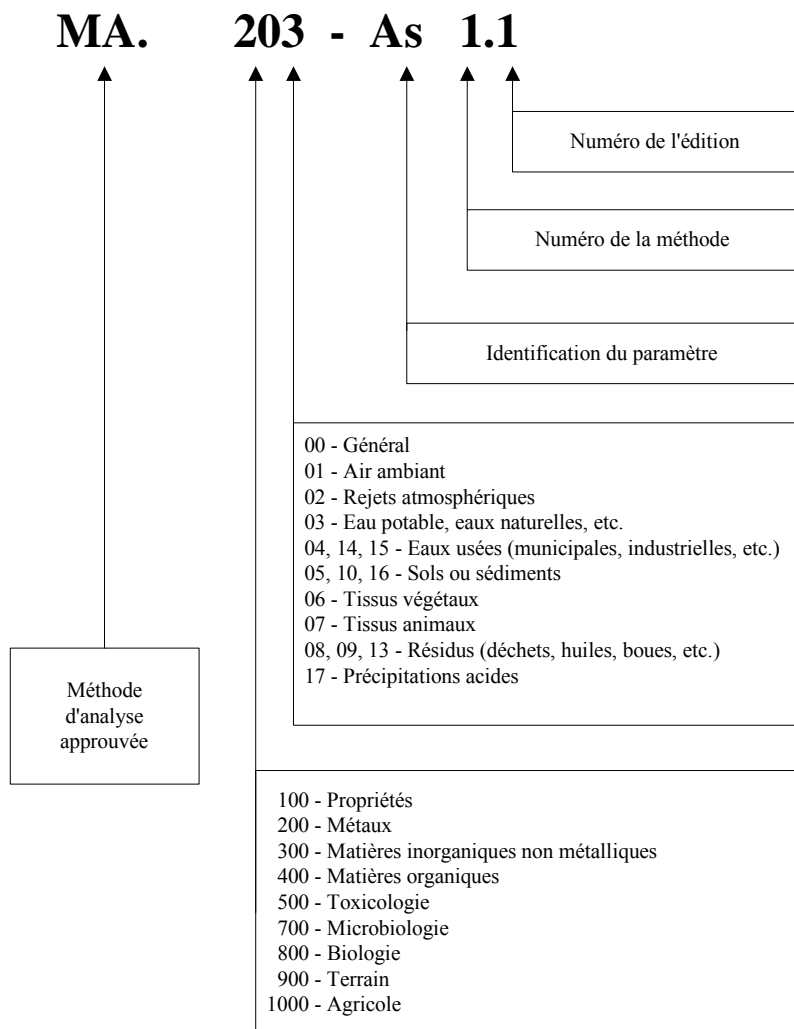 MA. 203 - As 1.1
Numéro de l'édition
Numéro de la méthode
Identification du paramètre
00 - Général
01 - Air ambiant
02 - Rejets atmosphériques
03 - Eau potable, eaux naturelles, etc.
04, 14, 15 - Eaux usées (municipales, industrielles, etc.)
05, 10, 16 - Sols ou sédiments
06 - Tissus végétaux
07 - Tissus animaux
08, 09, 13 - Résidus (déchets, huiles, boues, etc.)
17 - Précipitations acides
Méthode
d'analyse
approuvée
100 - Propriétés
200 - Métaux
300 - Matières inorganiques non métalliques
400 - Matières organiques
500 - Toxicologie
700 - Microbiologie
800 - Biologie
900 - Terrain
1000 - Agricole